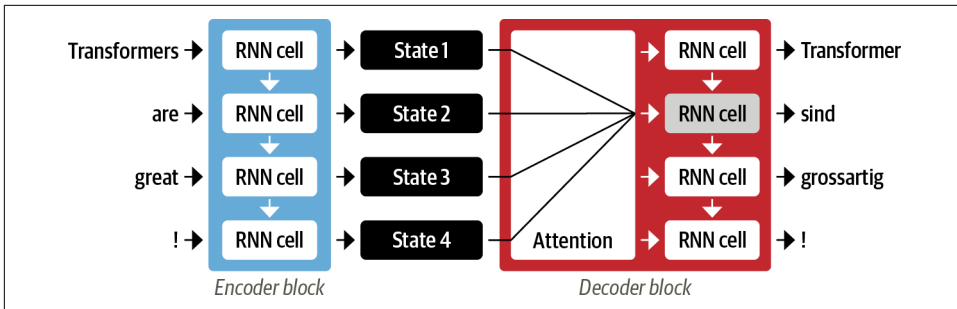 Transformers RNN cell State 1 RNN cell Transformer
are RNN cell State 2 RNN cell sind
great RNN cell State 3 RNN cell grossartig
! RNN cell State 4 Attention RNN cell !
Encoder block Decoder block